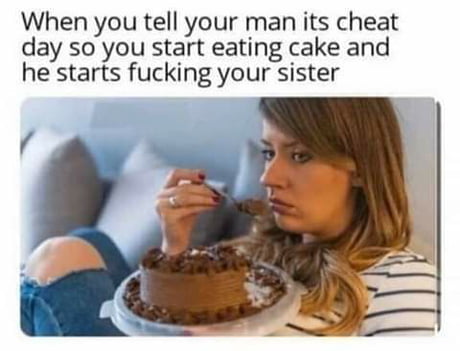 When you tell your man its cheat
day so you start eating cake and
he starts fucking your sister